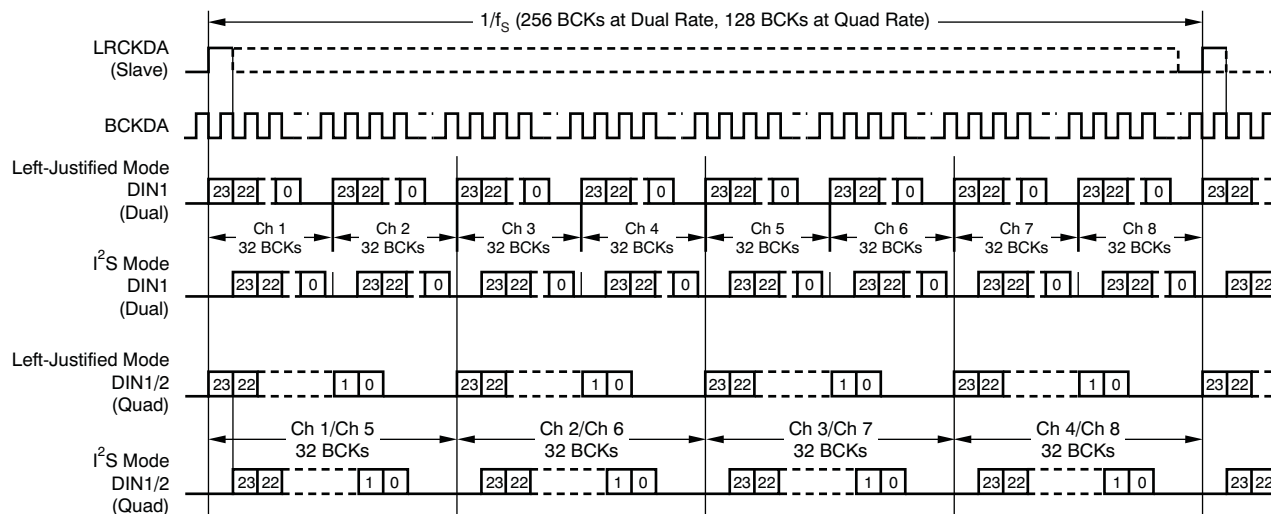 1/fS (256 BCKs at Dual Rate, 128 BCKs at Quad Rate)
LRCKDA
(Slave)
BCKDA
Left-Justified Mode
DIN1
(Dual)
23 22 0 23 22 0 23 22 0 23 22 0 23 22 0 23 22 0 23 22 0 23 22 0 23 22
Ch 1 Ch 2 Ch 3 Ch 4 Ch 5 Ch 6 Ch 7 Ch 8
32 BCKs 32 BCKs 32 BCKs 32 BCKs 32 BCKs 32 BCKs 32 BCKs 32 BCKs
I2S Mode
DIN1
(Dual)
23 22 0 23 22 0 23 22 0 23 22 0 23 22 0 23 22 0 23 22 0 23 22 0 23 22
Left-Justified Mode
DIN1/2
(Quad)
23 22 1 0 23 22 1 0 23 22 1 0 23 22 1 0 23 22
Ch 1/Ch 5 Ch 2/Ch 6 Ch 3/Ch 7 Ch 4/Ch 8
32 BCKs 32 BCKs 32 BCKs 32 BCKs
I2S Mode
DIN1/2
(Quad)
23 22 1 0 23 22 1 0 23 22 1 0 23 22 1 0 23 22